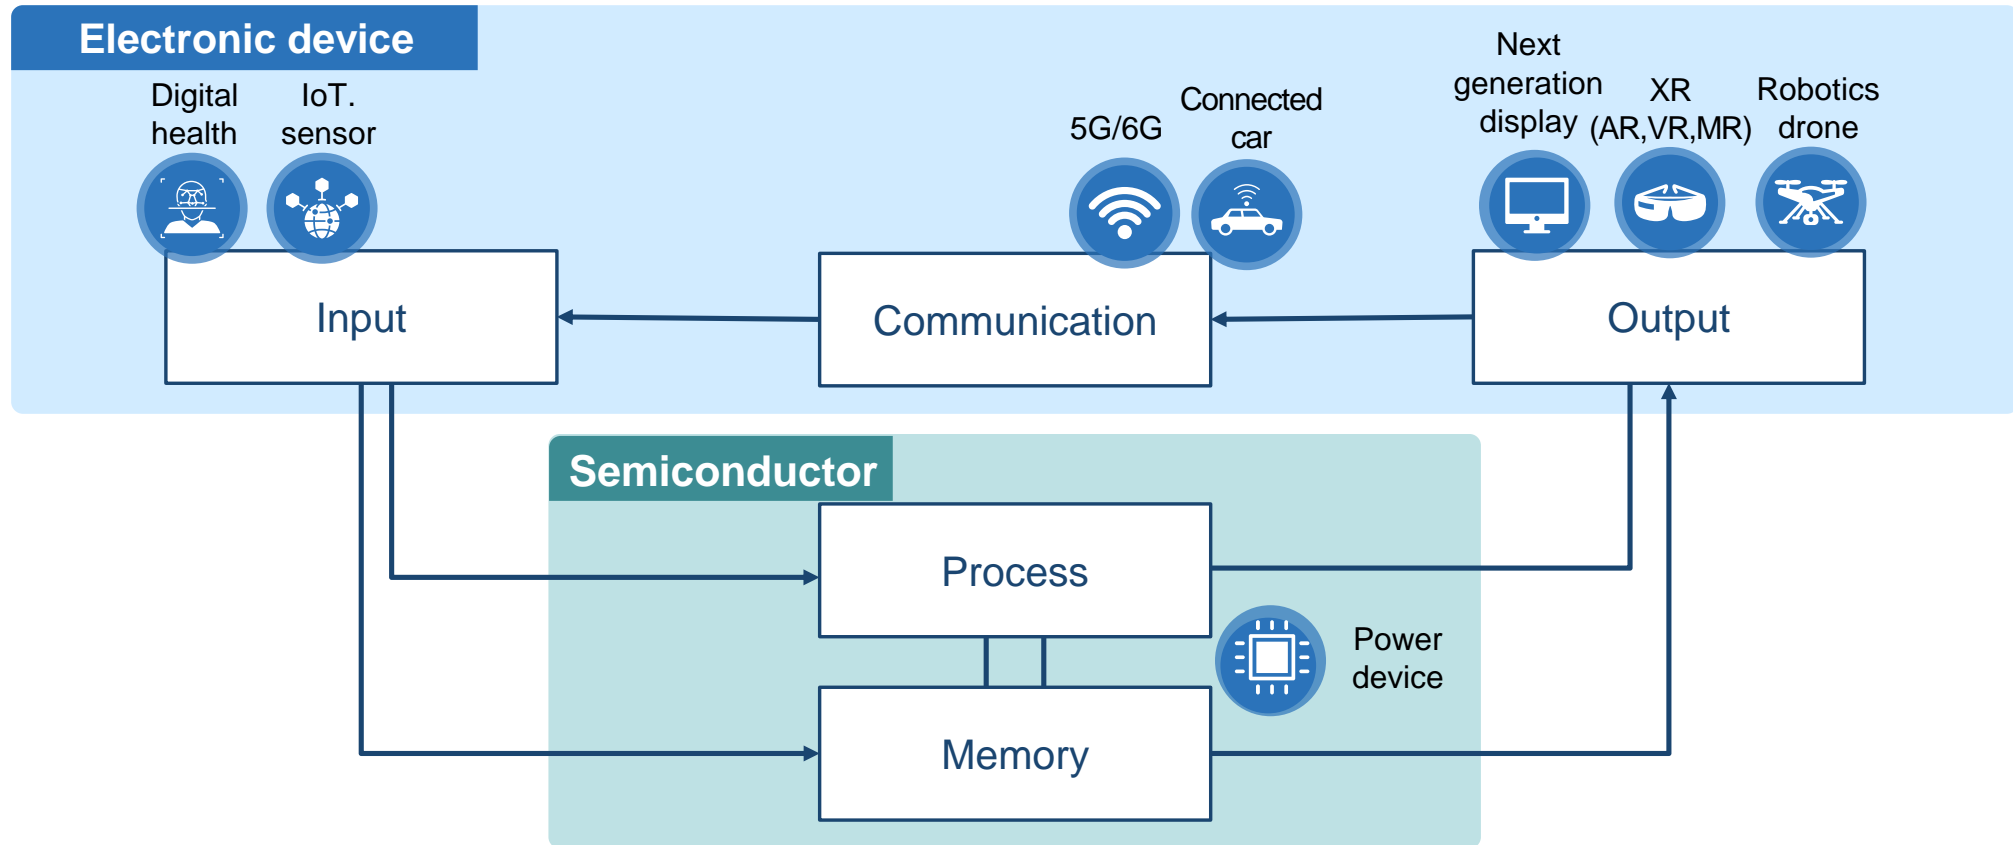 Electronic device
Digital
health
IoT.
sensor
5G/6G
Connected
car
Next
generation
display
XR
(AR,VR,MR)
Robotics
drone
Input
Communication
Output
Semiconductor
Process
Power
device
Memory